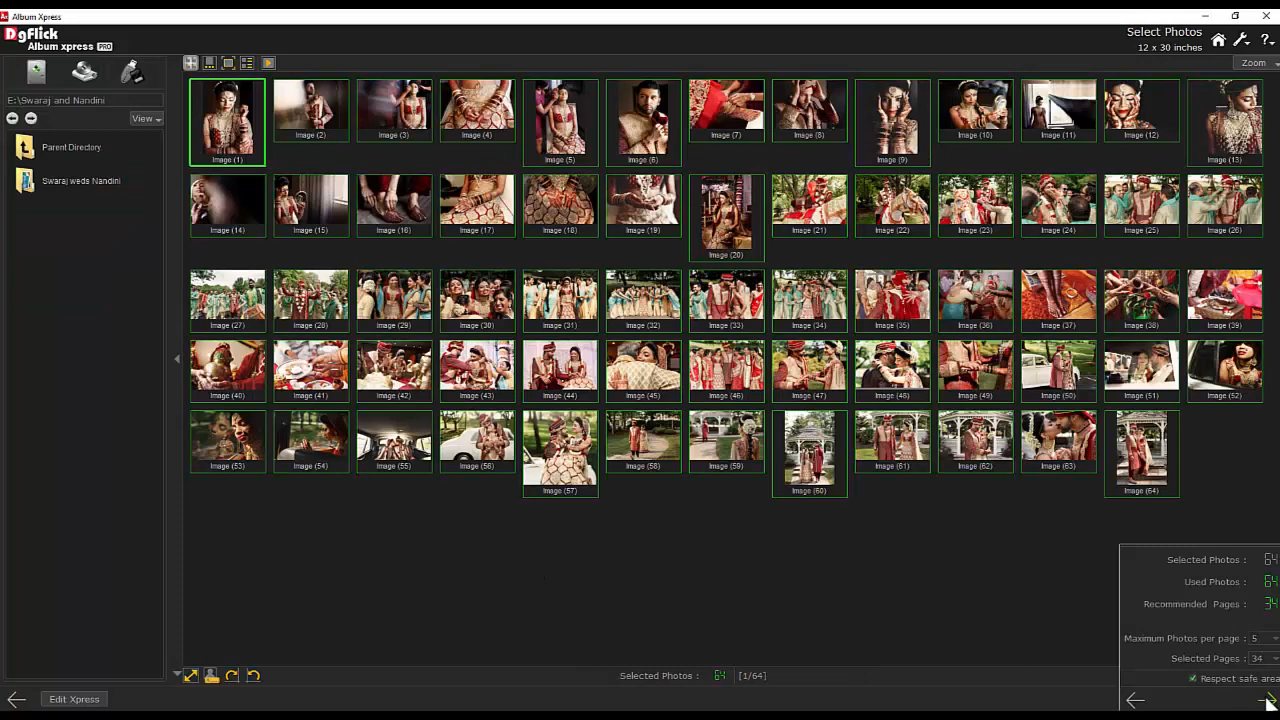 Album Xpress
DgFlick
Album xpress PRO
Select Photos
12 x 30 inches
Zoom
E:\Swaraj and Nandini
View
Parent Directory
Swaraj weds Nandini
Image (1) Image (2) Image (3) Image (4) Image (5) Image (6) Image (7) Image (8) Image (9) Image (10) Image (11) Image (12) Image (13)
Image (14) Image (15) Image (16) Image (17) Image (18) Image (19) Image (20) Image (21) Image (22) Image (23) Image (24) Image (25) Image (26)
Image (27) Image (28) Image (29) Image (30) Image (31) Image (32) Image (33) Image (34) Image (35) Image (36) Image (37) Image (38) Image (39)
Image (40) Image (41) Image (42) Image (43) Image (44) Image (45) Image (46) Image (47) Image (48) Image (49) Image (50) Image (51) Image (52)
Image (53) Image (54) Image (55) Image (56) Image (57) Image (58) Image (59) Image (60) Image (61) Image (62) Image (63) Image (64)
Selected Photos : 64
Used Photos : 64
Recommended Pages : 34
Maximum Photos per page : 5
Selected Pages : 34
Respect safe area
Selected Photos : 64 [1/64]
Edit Xpress